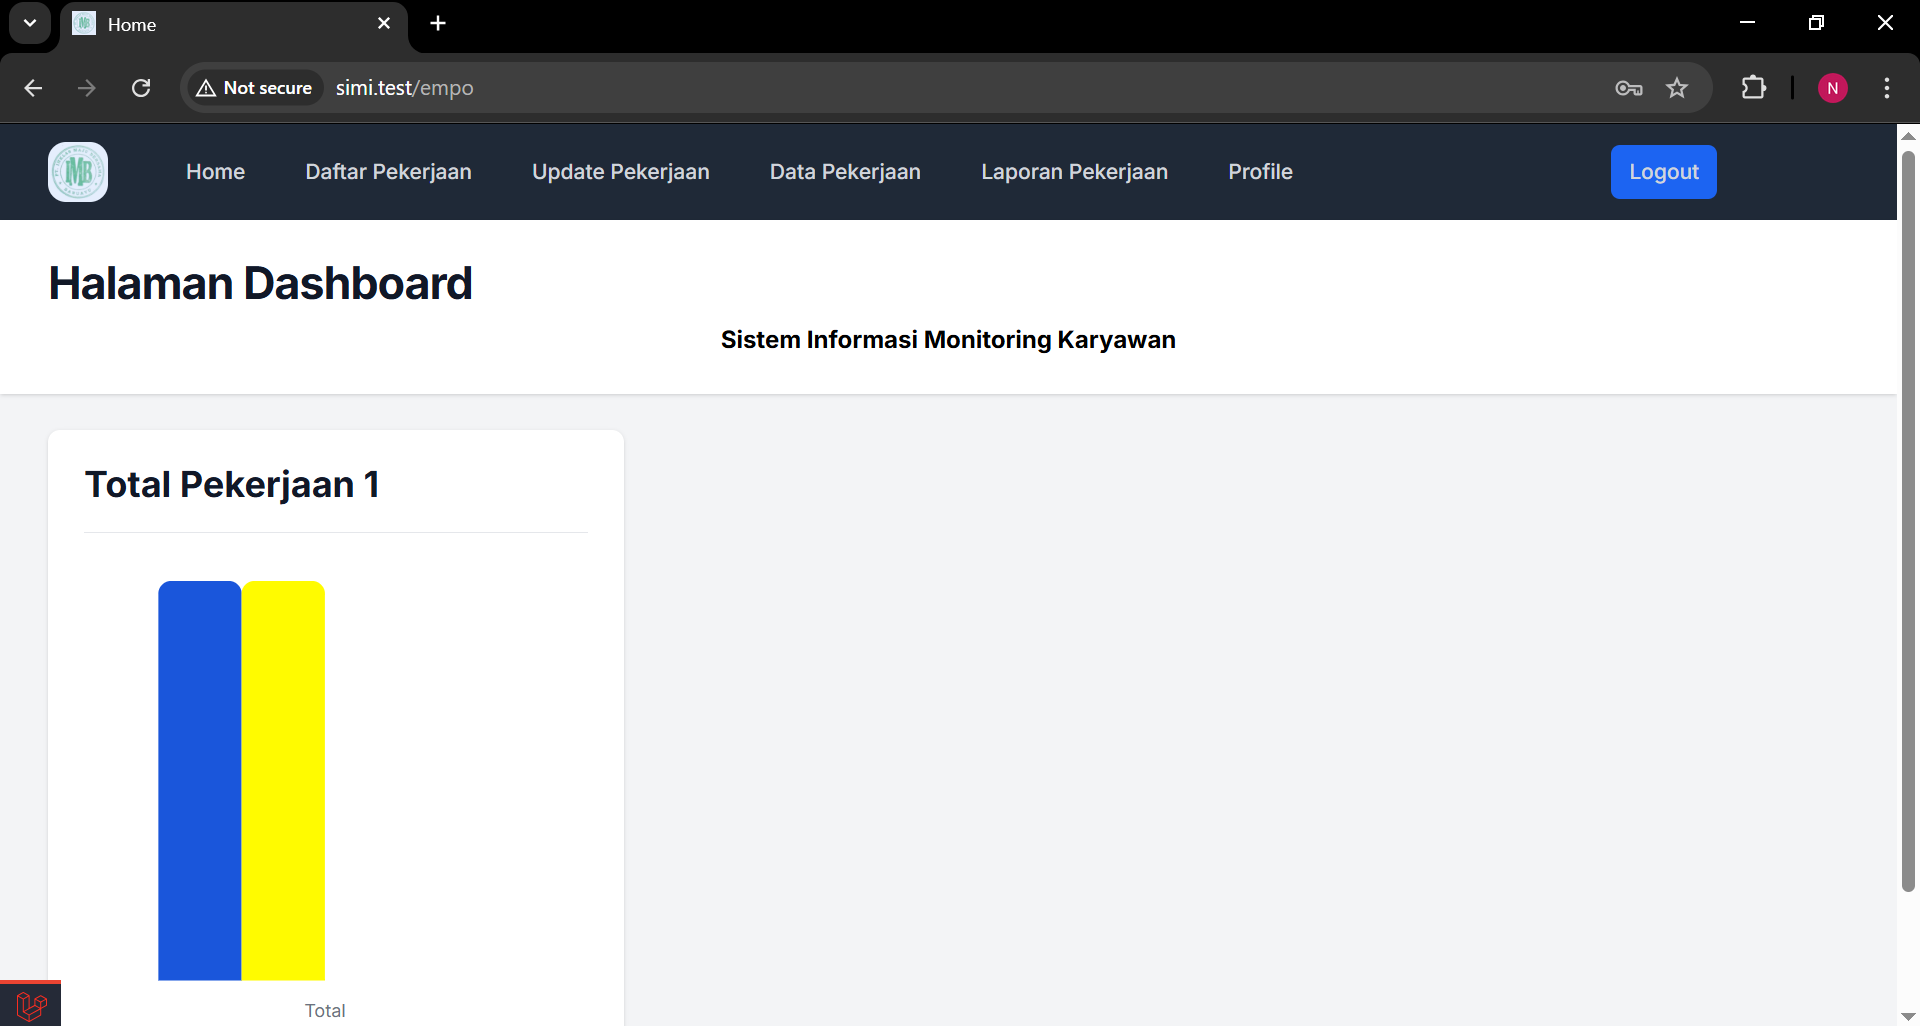 Home
Not secure
simi.test/empo
N
IMB
Home
Daftar Pekerjaan
Update Pekerjaan
Data Pekerjaan
Laporan Pekerjaan
Profile
Logout
Halaman Dashboard
Sistem Informasi Monitoring Karyawan
Total Pekerjaan 1
Total